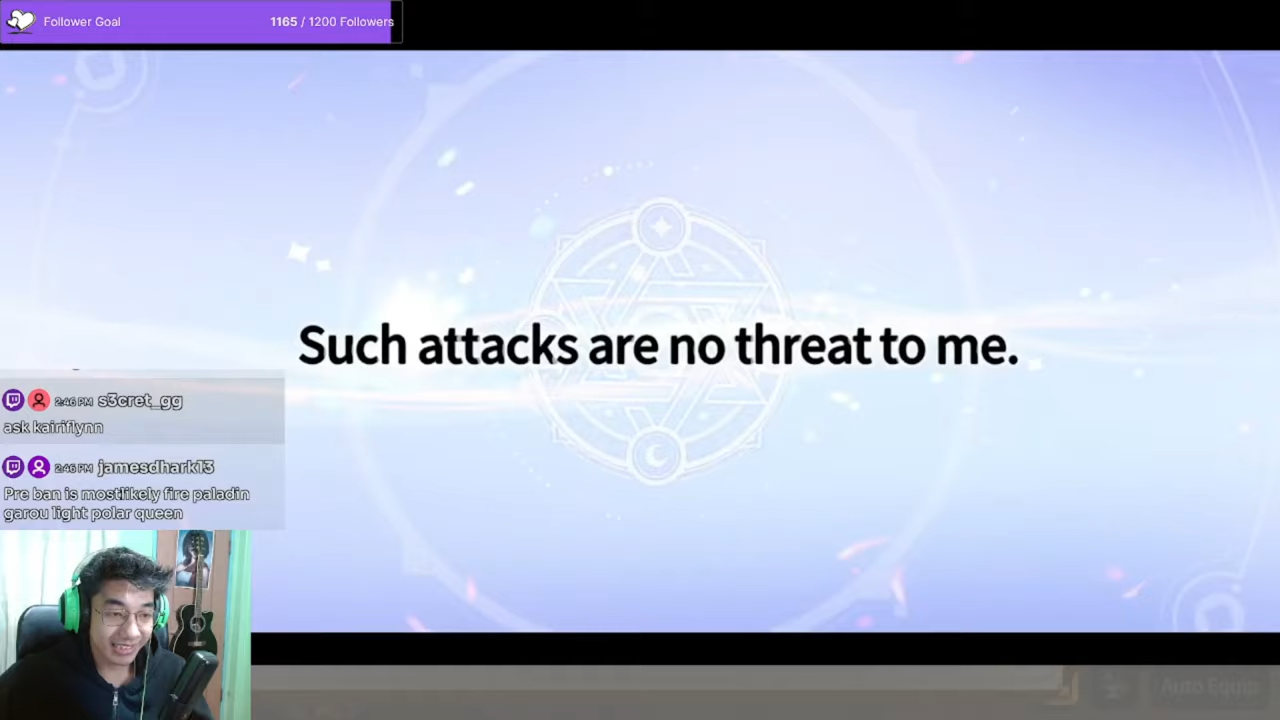 Follower Goal
1165 / 1200 Followers
Such attacks are no threat to me.
2:46 PM s3cret_gg
ask kairiflynn
2:46 PM jamesdhark13
Pre ban is mostlikely fire paladin
garou light polar queen
Auto Equip